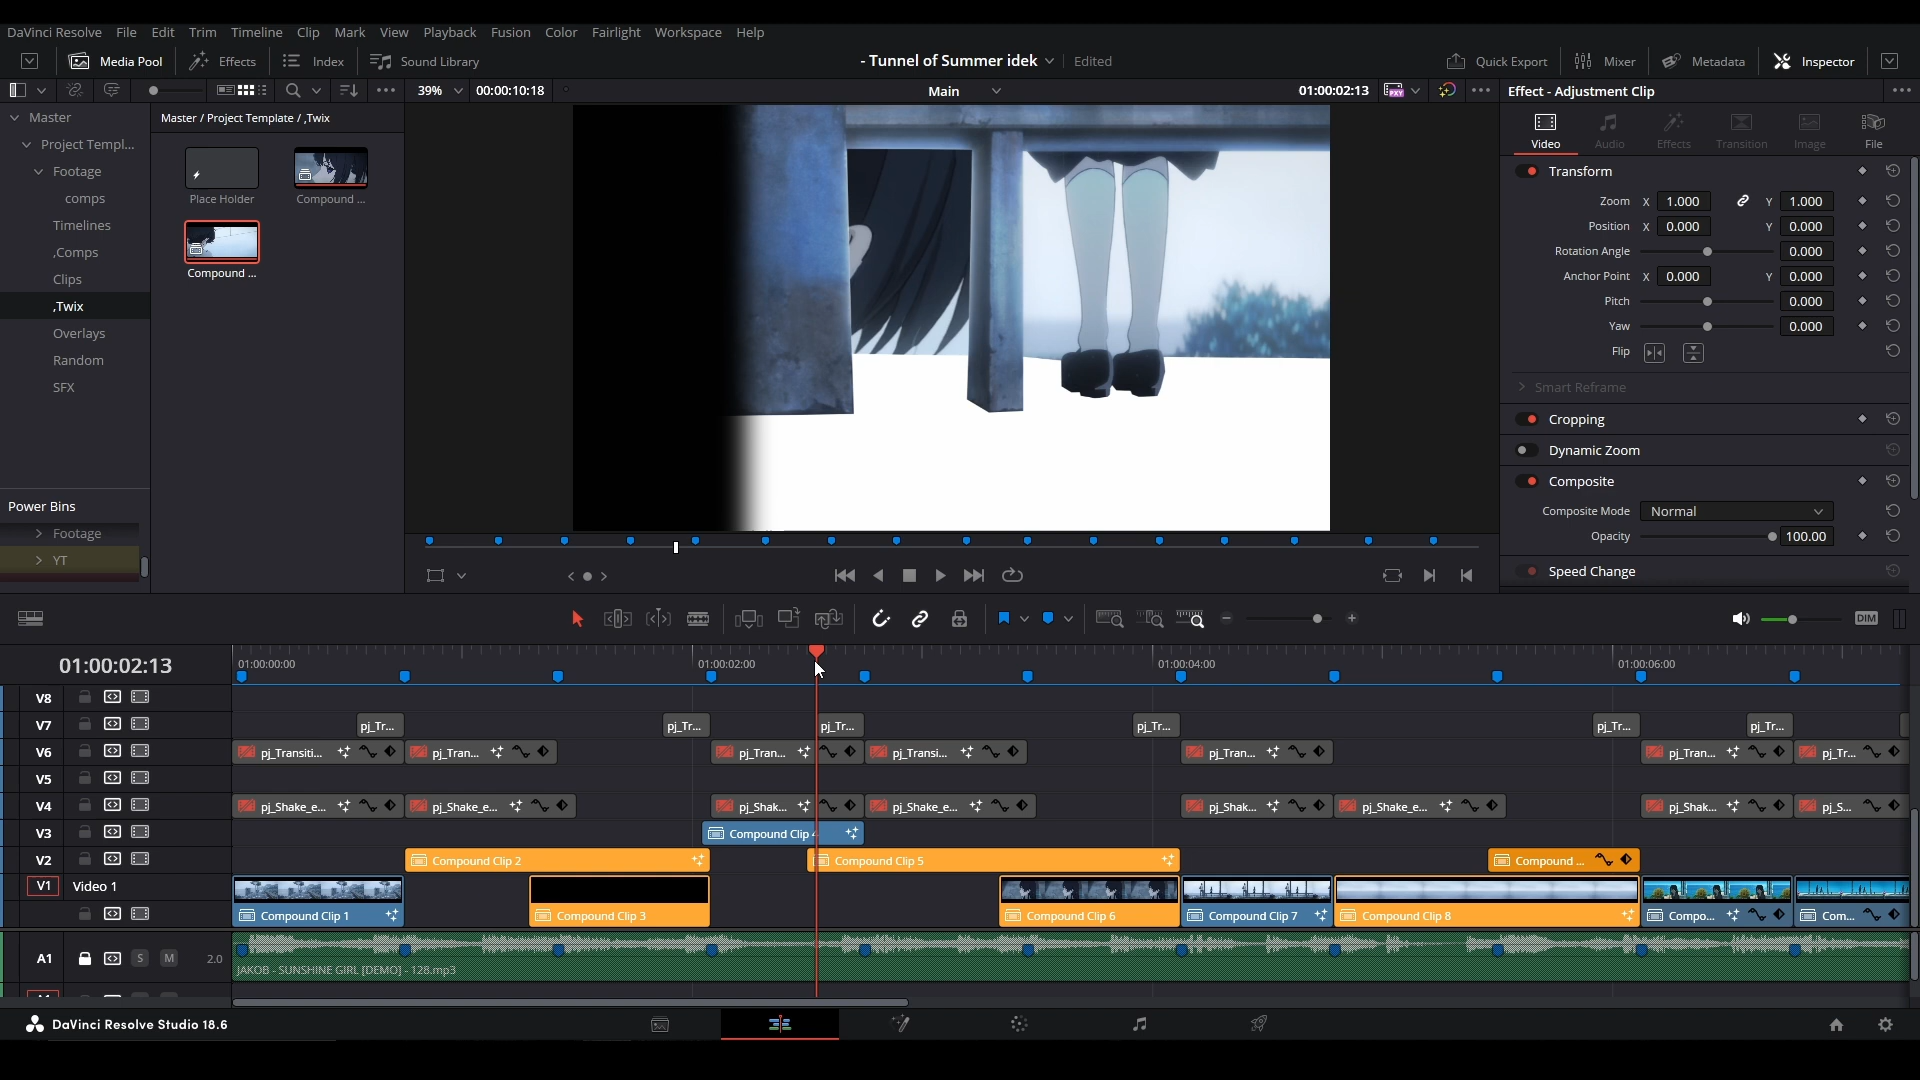 DaVinci Resolve File Edit Trim Timeline Clip Mark View Playback Fusion Color Fairlight Workspace Help
Media Pool Effects Index Sound Library - Tunnel of Summer idek Edited Quick Export Mixer Metadata Inspector
39% 00:00:10:18 Main 01:00:02:13 PXY Effect - Adjustment Clip
Master
Project Templ...
Footage
comps
Timelines
,Comps
Clips
,Twix
Overlays
Random
SFX
Power Bins
Footage
YT
Master / Project Template / ,Twix
Place Holder
Compound ...
Compound ...
Video Audio Effects Transition Image File
Transform
Zoom X 1.000 Y 1.000
Position X 0.000 Y 0.000
Rotation Angle 0.000
Anchor Point X 0.000 Y 0.000
Pitch 0.000
Yaw 0.000
Flip
Smart Reframe
Cropping
Dynamic Zoom
Composite
Composite Mode Normal
Opacity 100.00
Speed Change
DIM
01:00:02:13 01:00:00:00 01:00:02:00 01:00:04:00 01:00:06:00
V8
V7 pj_Tr... pj_Tr... pj_Tr... pj_Tr... pj_Tr... pj_Tr...
V6 pj_Transiti... pj_Tran... pj_Tran... pj_Transi... pj_Tran... pj_Tran... pj_Tr...
V5
V4 pj_Shake_e... pj_Shake_e... pj_Shak... pj_Shake_e... pj_Shak... pj_Shake_e... pj_Shak... pj_S...
V3 Compound Clip 4
V2 Compound Clip 2 Compound Clip 5 Compound ...
V1 Video 1
Compound Clip 1 Compound Clip 3 Compound Clip 6 Compound Clip 7 Compound Clip 8 Compo... Com...
A1 S M 2.0
JAKOB - SUNSHINE GIRL [DEMO] - 128.mp3
DaVinci Resolve Studio 18.6